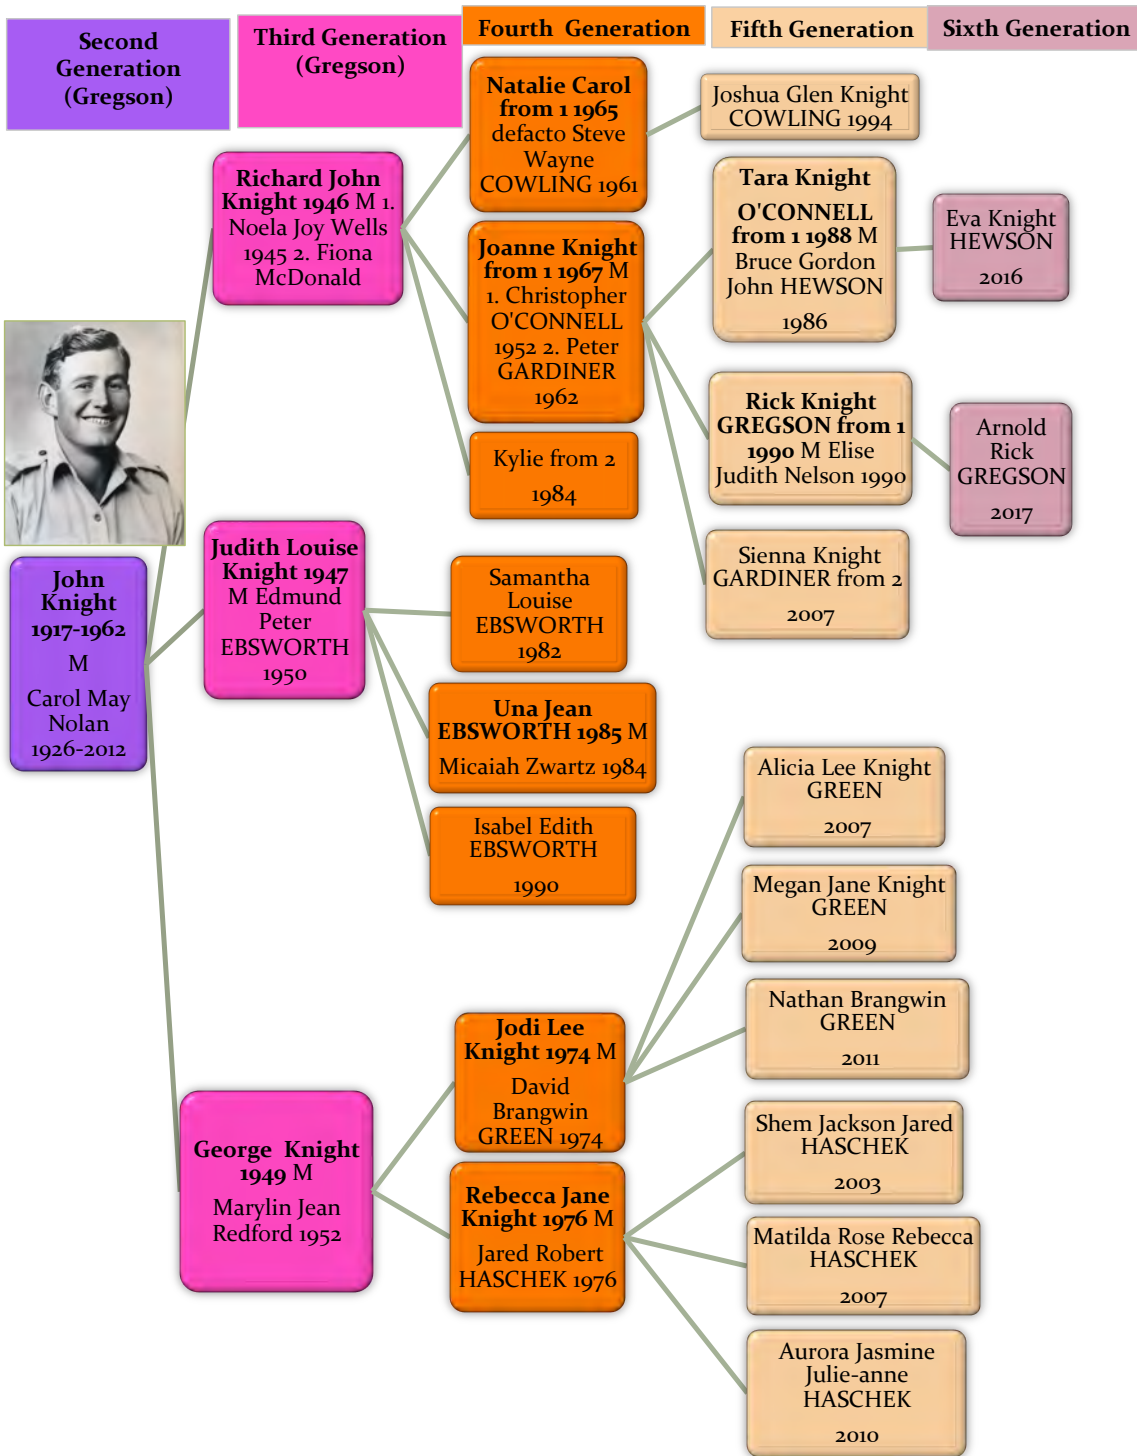 Second
Generation
(Gregson)
Third Generation
(Gregson)
Fourth Generation
Fifth Generation
Sixth Generation
John
Knight
1917-1962
M
Carol May
Nolan
1926-2012
Richard John
Knight 1946 M 1.
Noela Joy Wells
1945 2. Fiona
McDonald
Natalie Carol
from 1 1965
defacto Steve
Wayne
COWLING 1961
Joshua Glen Knight
COWLING 1994
Joanne Knight
from 1 1967 M
1. Christopher
O'CONNELL
1952 2. Peter
GARDINER
1962
Tara Knight
O'CONNELL
from 1 1988 M
Bruce Gordon
John HEWSON
1986
Eva Knight
HEWSON
2016
Rick Knight
GREGSON from 1
1990 M Elise
Judith Nelson 1990
Arnold
Rick
GREGSON
2017
Sienna Knight
GARDINER from 2
2007
Kylie from 2
1984
Judith Louise
Knight 1947
M Edmund
Peter
EBSWORTH
1950
Samantha
Louise
EBSWORTH
1982
Una Jean
EBSWORTH 1985 M
Micaiah Zwartz 1984
Isabel Edith
EBSWORTH
1990
George Knight
1949 M
Marylin Jean
Redford 1952
Jodi Lee
Knight 1974 M
David
Brangwin
GREEN 1974
Alicia Lee Knight
GREEN
2007
Megan Jane Knight
GREEN
2009
Nathan Brangwin
GREEN
2011
Rebecca Jane
Knight 1976 M
Jared Robert
HASCHEK 1976
Shem Jackson Jared
HASCHEK
2003
Matilda Rose Rebecca
HASCHEK
2007
Aurora Jasmine
Julie-anne
HASCHEK
2010